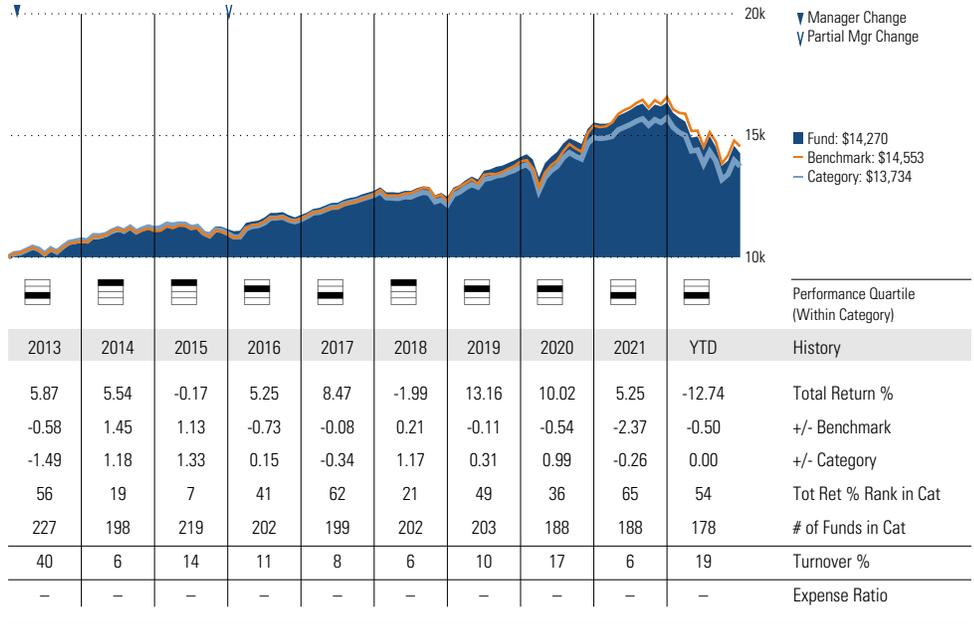 20k
Manager Change
Partial Mgr Change
15k
Fund: $14,270
Benchmark: $14,553
Category: $13,734
10k
Performance Quartile
(Within Category)
2013 2014 2015 2016 2017 2018 2019 2020 2021 YTD History
5.87 5.54 -0.17 5.25 8.47 -1.99 13.16 10.02 5.25 -12.74 Total Return %
-0.58 1.45 1.13 -0.73 -0.08 0.21 -0.11 -0.54 -2.37 -0.50 +/- Benchmark
-1.49 1.18 1.33 0.15 -0.34 1.17 0.31 0.99 -0.26 0.00 +/- Category
56 19 7 41 62 21 49 36 65 54 Tot Ret % Rank in Cat
227 198 219 202 199 202 203 188 188 178 # of Funds in Cat
40 6 14 11 8 6 10 17 6 19 Turnover %
– – – – – – – – – – Expense Ratio